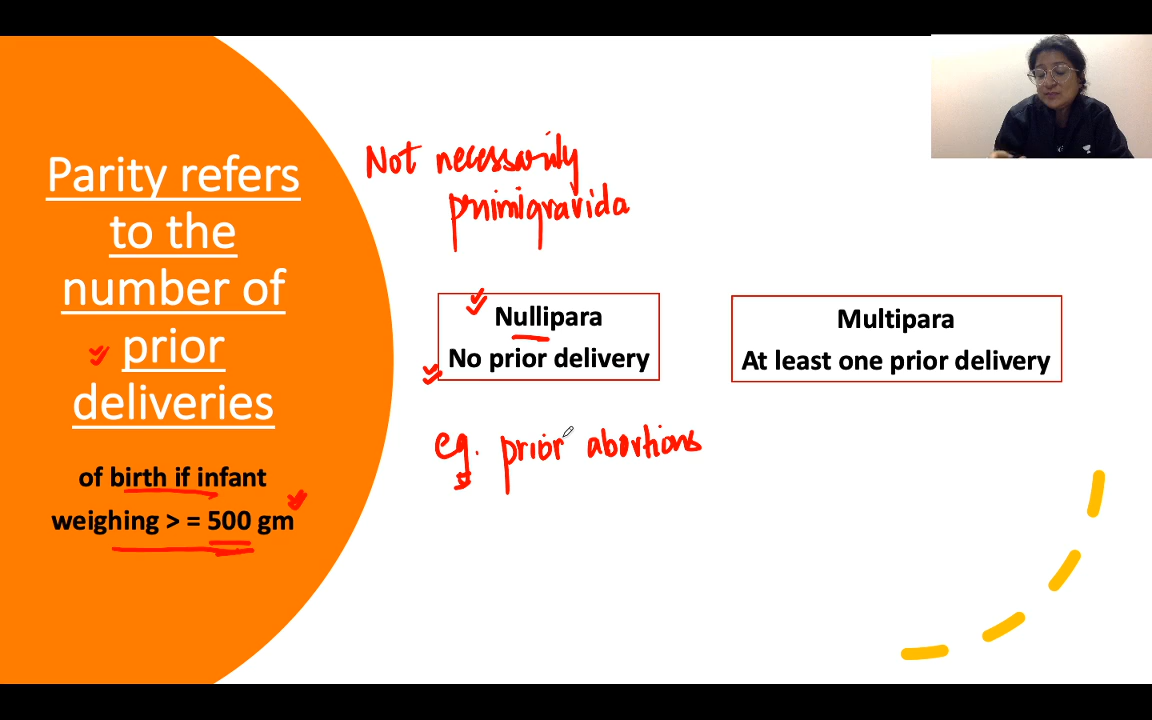 Parity refers
to the
number of
prior
deliveries
of birth if infant
weighing > = 500 gm
Not necessarily
primigravida
Nullipara
No prior delivery
Multipara
At least one prior delivery
eg. prior abortions